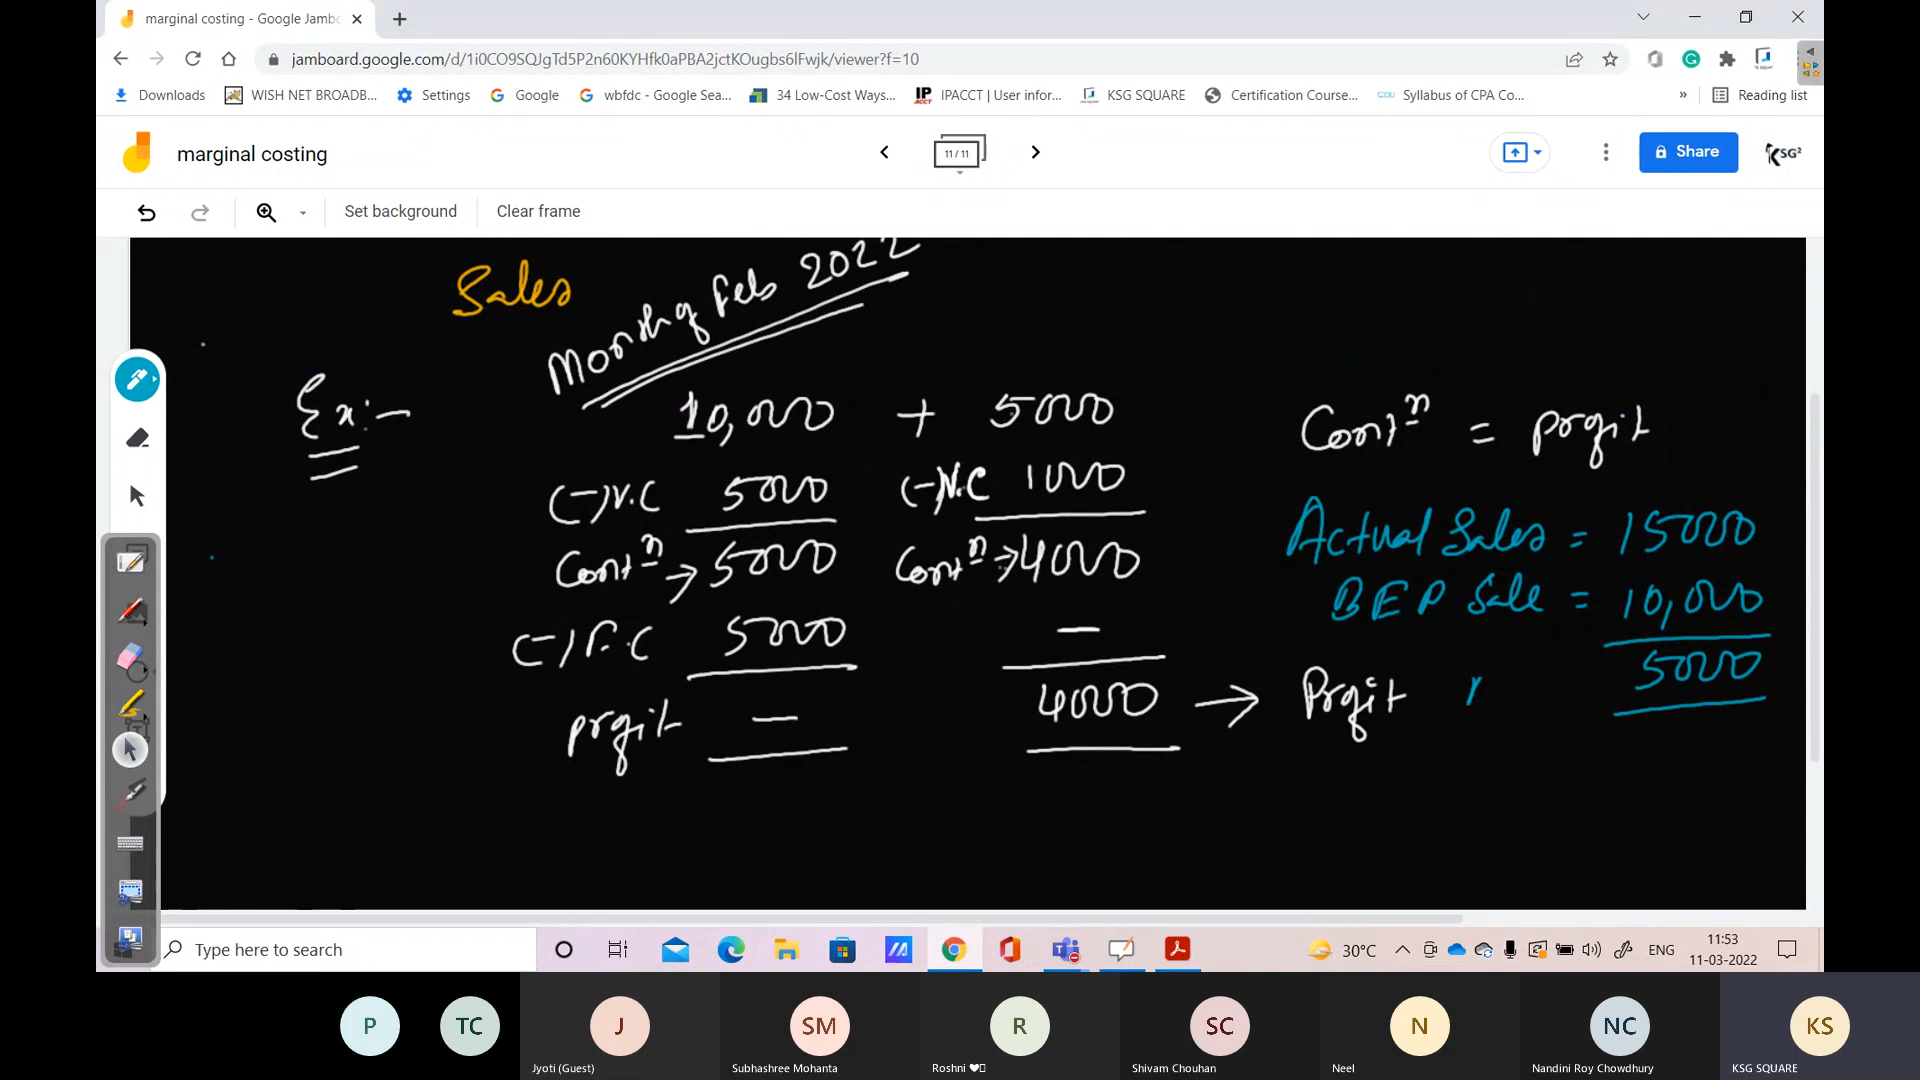 marginal costing - Google Jambo
jamboard.google.com/d/1i0CO9SQJgTd5P2n60KYHfk0aPBA2jctKOugbs6lFwjk/viewer?f=10
Downloads WISH NET BROADB... Settings Google wbfdc - Google Sea... 34 Low-Cost Ways... IPACCT | User infor... KSG SQUARE Certification Course... Syllabus of CPA Co... » Reading list
marginal costing 11 / 11 Share KSG²
Set background Clear frame
Sales
Month of Feb 2022
Ex:-
10,000 + 5000
(-) V.C 5000 (-) V.C 1000
Contⁿ → 5000 Contⁿ → 4000
(-) F.C 5000 —
profit — 4000 → Profit
Contⁿ = profit
Actual Sales = 15000
BEP Sale = 10,000
5000
Type here to search 30°C ENG 11:53
11-03-2022
P TC J SM R SC N NC KS
Jyoti (Guest) Subhashree Mohanta Roshni ❤ Shivam Chouhan Neel Nandini Roy Chowdhury KSG SQUARE